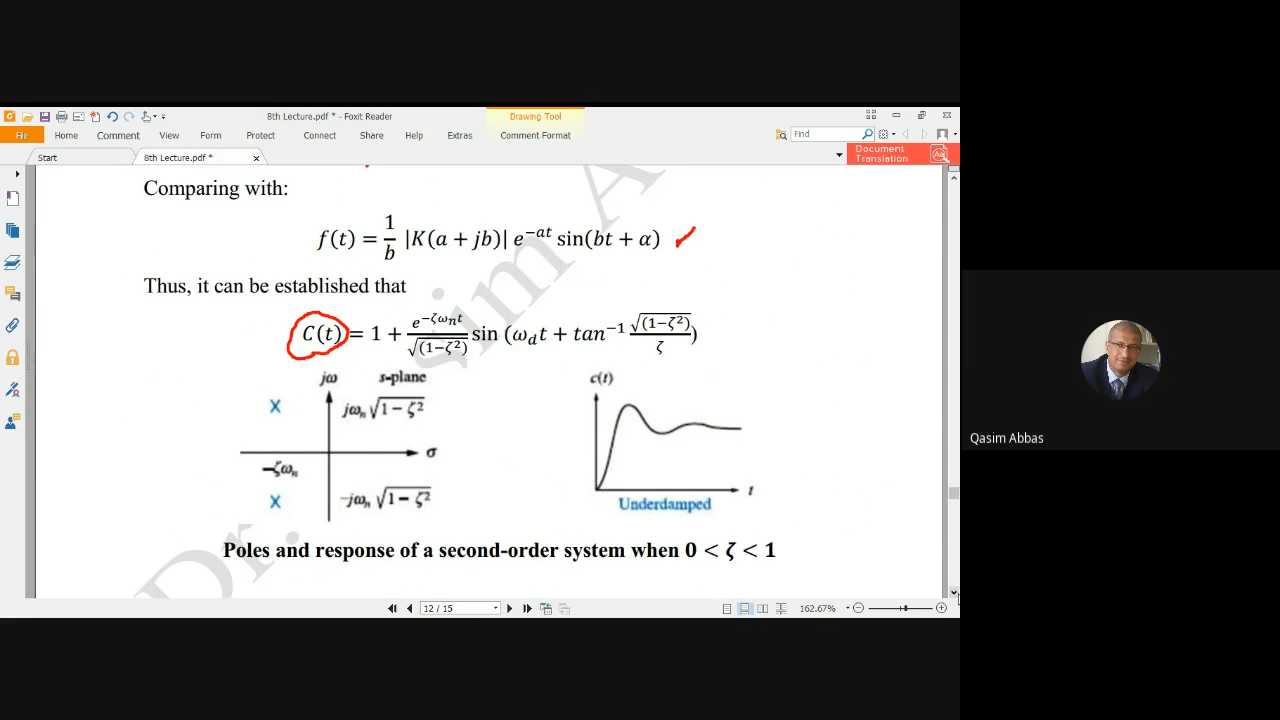 8th Lecture.pdf * - Foxit Reader
Drawing Tool
File
Home
Comment
View
Form
Protect
Connect
Share
Help
Extras
Comment Format
Find
Start
8th Lecture.pdf *
Document
Translation
Comparing with:
f(t) = 1/b |K(a + jb)| e^{-at} sin(bt + α)
Thus, it can be established that
C(t) = 1 + e^{-ζω_n t}/√(1-ζ²) sin (ω_d t + tan⁻¹ √(1-ζ²)/ζ)
jω
s-plane
X
jω_n √1 - ζ²
σ
-ζω_n
X
-jω_n √1 - ζ²
c(t)
t
Underdamped
Poles and response of a second-order system when 0 < ζ < 1
Dr.
sim A
12 / 15
162.67%
Qasim Abbas